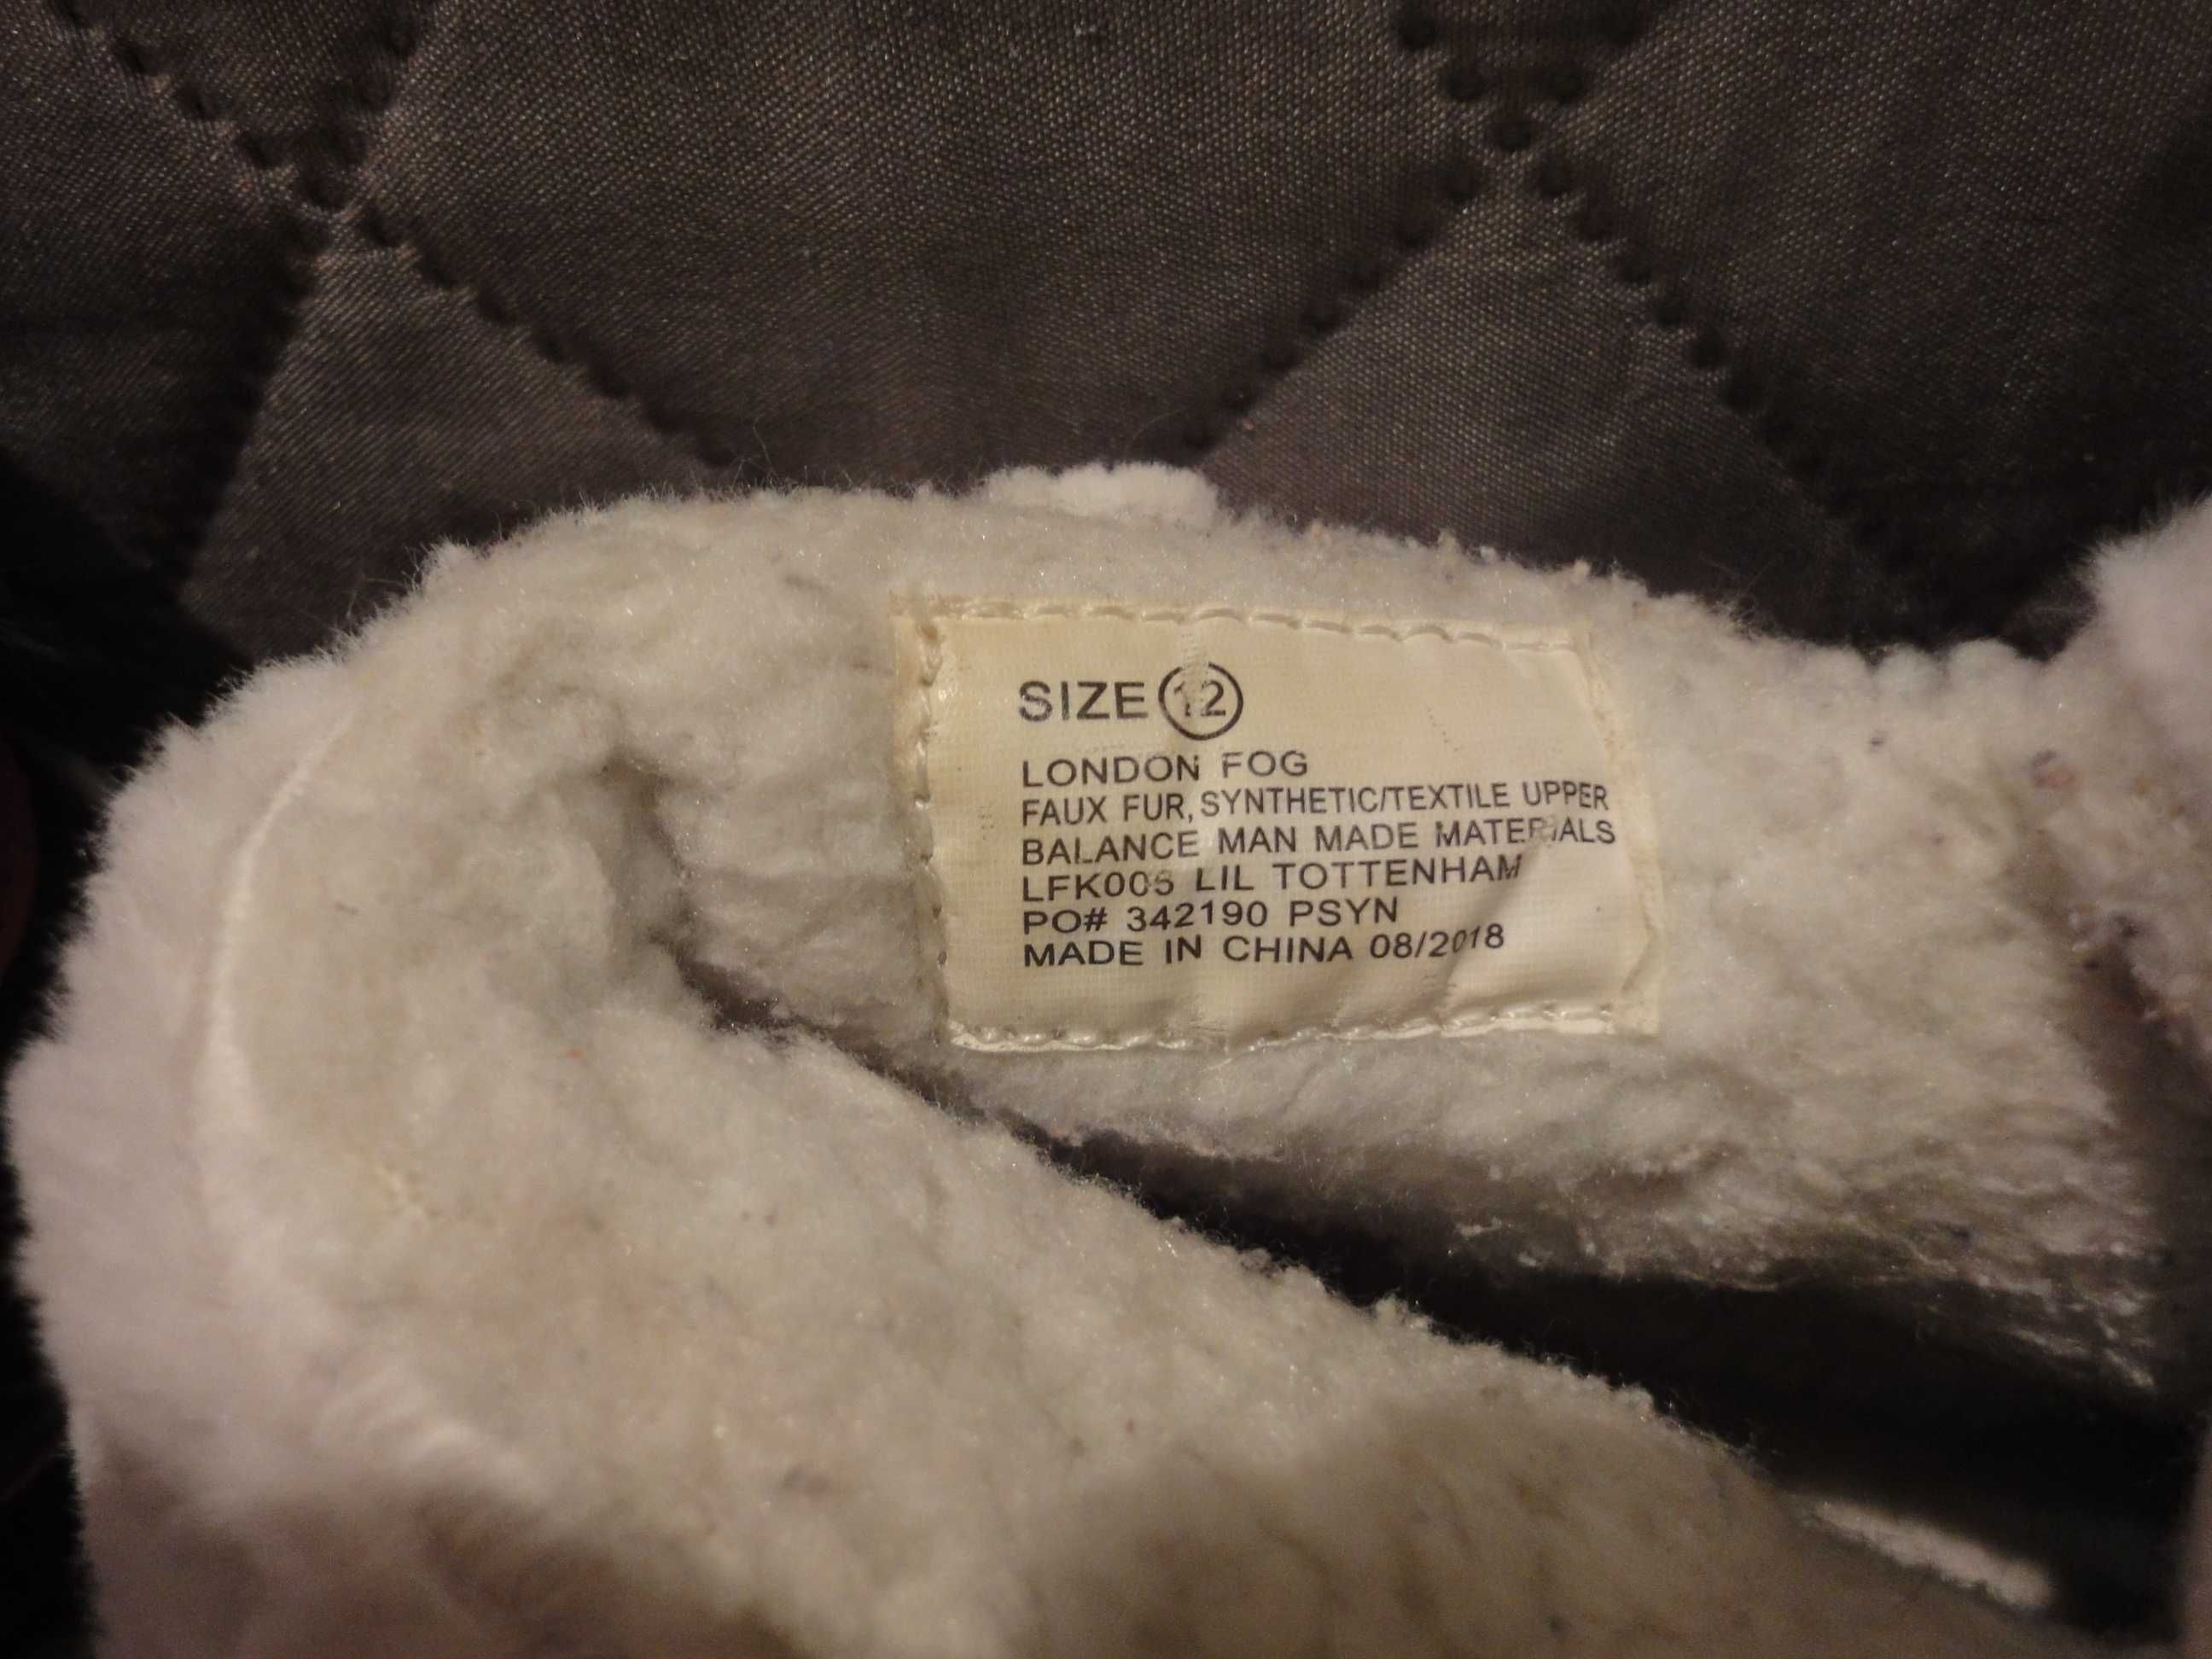 SIZE 12
LONDON FOG
FAUX FUR, SYNTHETIC/TEXTILE UPPER
BALANCE MAN MADE MATERIALS
LIL TOTTENHAM
PO# 342190 PSYN
MADE IN CHINA 08/2018